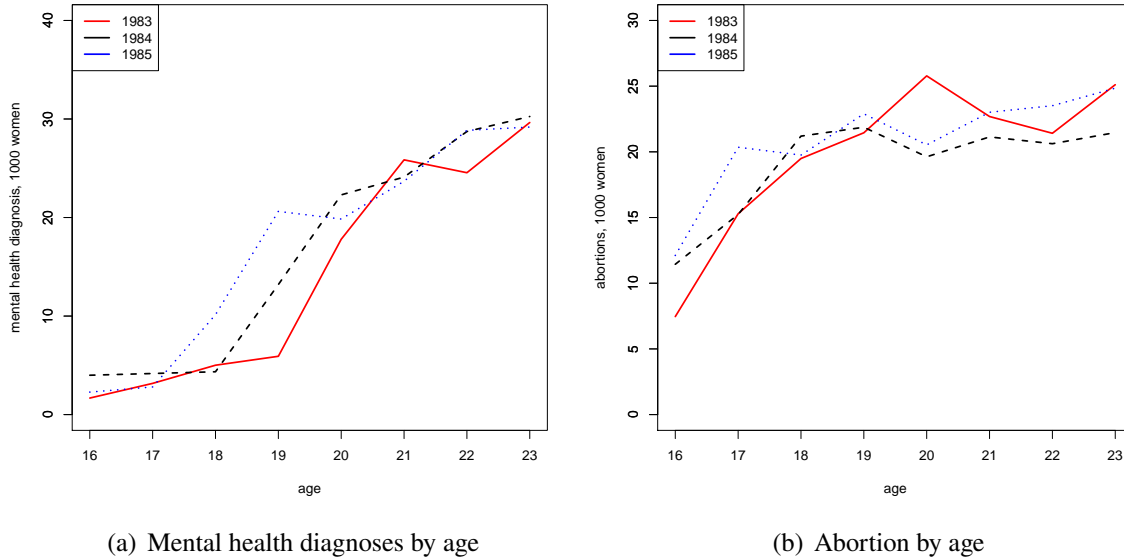 1983
1984
1985
mental health diagnosis, 1000 women
40
30
20
10
0
16 17 18 19 20 21 22 23
age
(a) Mental health diagnoses by age
1983
1984
1985
abortions, 1000 women
30
25
20
15
10
5
0
16 17 18 19 20 21 22 23
age
(b) Abortion by age